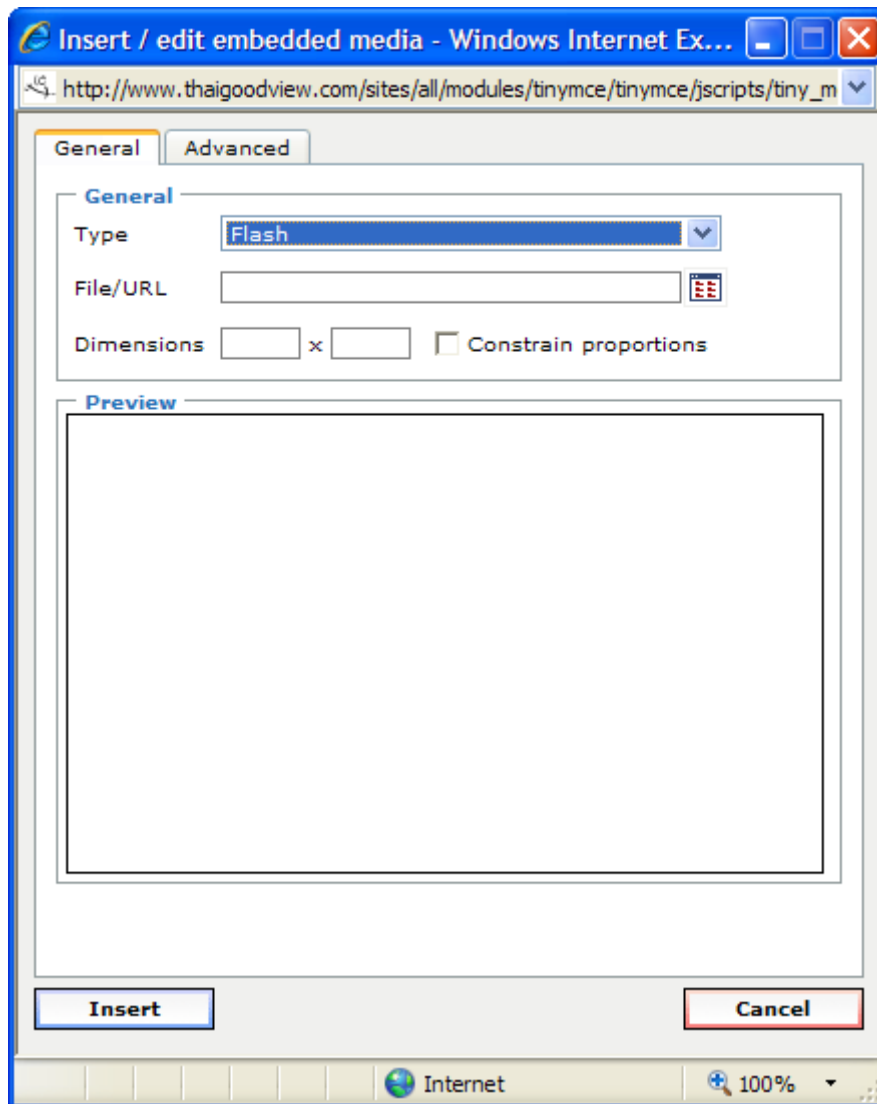 Insert / edit embedded media - Windows Internet Ex...
http://www.thaigoodview.com/sites/all/modules/tinymce/tinymce/jscripts/tiny_m
General Advanced
General
Type Flash
File/URL
Dimensions x Constrain proportions
Preview
Insert Cancel
Internet 100%